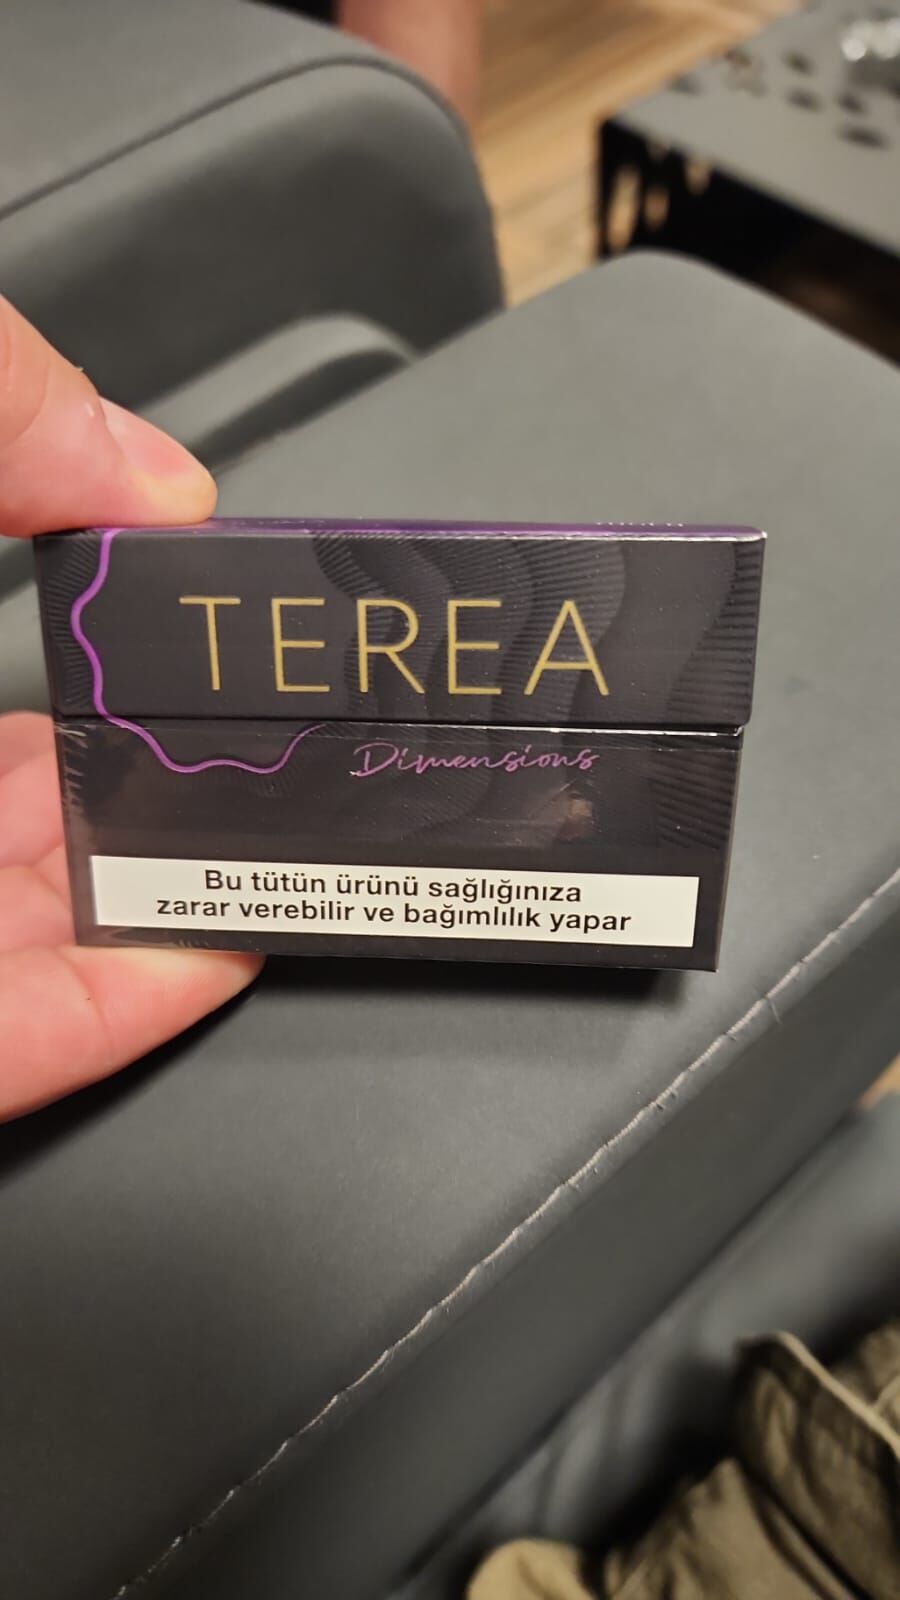 TEREA
Dimensions
Bu tütün ürünü sağlığınıza
zarar verebilir ve bağımlılık yapar